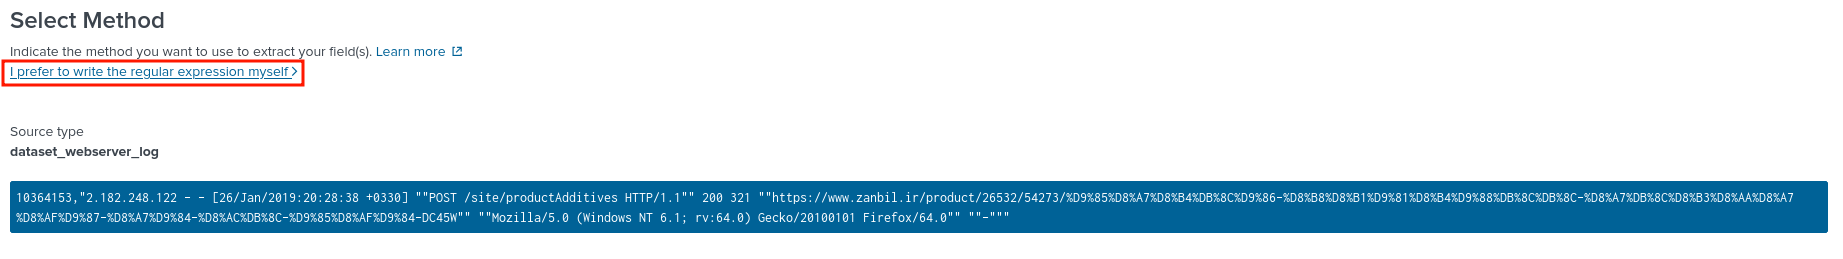 Select Method
Indicate the method you want to use to extract your field(s). Learn more
I prefer to write the regular expression myself >
Source type
dataset_webserver_log
10364153,"2.182.248.122 - - [26/Jan/2019:20:28:38 +0330] ""POST /site/productAdditives HTTP/1.1"" 200 321 ""https://www.zanbil.ir/product/26532/54273/%D9%85%D8%A7%D8%B4%DB%8C%D9%86-%D8%B8%D8%B1%D9%81%D8%B4%D9%88%DB%8C%DB%8C-%D8%A7%DB%8C%D8%B3%D8%AA%D8%A7
%D8%AF%D9%87-%D8%A7%D9%84-%D8%AC%DB%8C-%D9%85%D8%AF%D9%84-DC45W"" ""Mozilla/5.0 (Windows NT 6.1; rv:64.0) Gecko/20100101 Firefox/64.0"" ""-"""